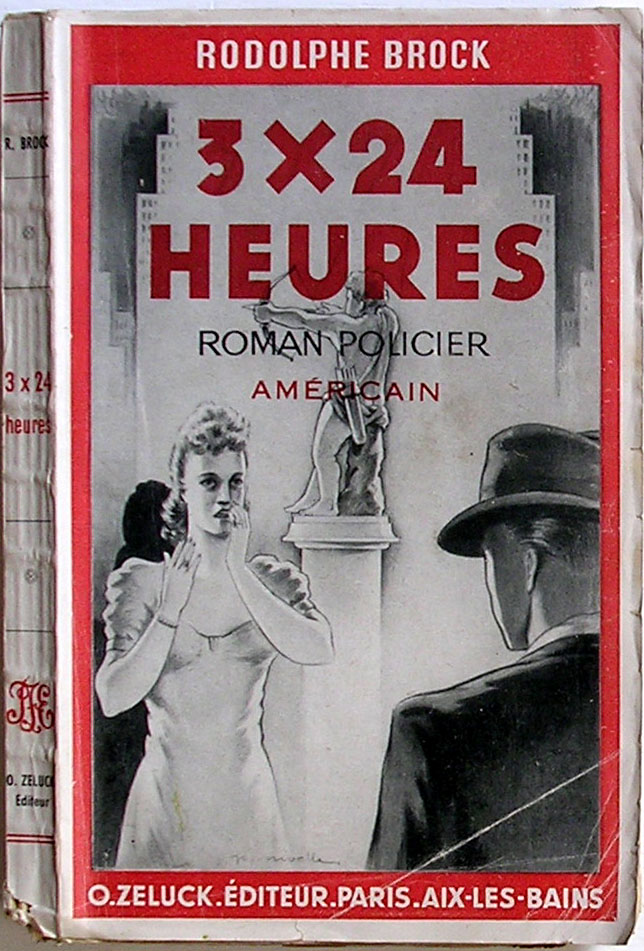 RODOLPHE BROCK
3 × 24
HEURES
ROMAN POLICIER
AMÉRICAIN
O.ZELUCK.ÉDITEUR.PARIS.AIX-LES-BAINS
R. BROCK
3 x 24
heures
O. ZELUCK
Éditeur